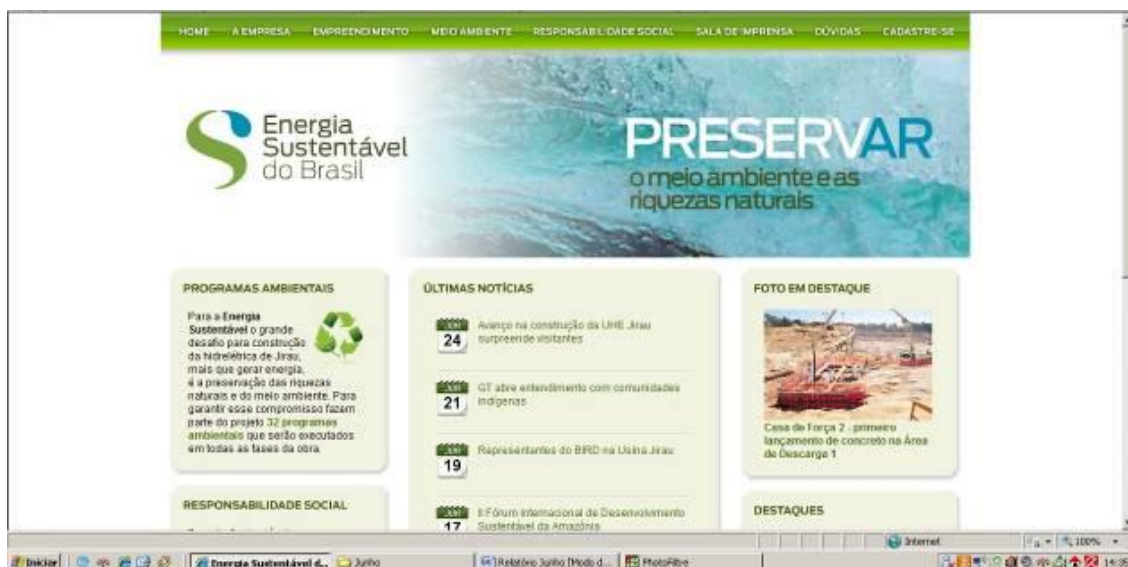 HOME A EMPRESA EMPREENDIMENTO MEIO AMBIENTE RESPONSABILIDADE SOCIAL SALA DE IMPRENSA DÚVIDAS CADASTRE-SE
Energia
Sustentável
do Brasil
PRESERVAR
o meio ambiente e as
riquezas naturais
PROGRAMAS AMBIENTAIS
Para a Energia
Sustentável o grande
desafio para construção
da hidrelétrica de Jirau,
mais que gerar energia,
é a preservação das riquezas
naturais e do meio ambiente. Para
garantir esse compromisso fazem
parte do projeto 32 programas
ambientais que serão executados
em todas as fases da obra
RESPONSABILIDADE SOCIAL
ÚLTIMAS NOTÍCIAS
24
Avanço na construção da UHE Jirau
surpreende visitantes
21
GT abre entendimento com comunidades
indígenas
19
Representantes do BIRD na Usina Jirau
17
II Fórum Internacional de Desenvolvimento
Sustentável da Amazônia
FOTO EM DESTAQUE
Casa de Força 2 - primeiro
lançamento de concreto na Área
de Descarga 1
DESTAQUES
Internet 100%
Iniciar Energia Sustentável d... Junho Relatório Junho [Modo d... PhotoFiltre 14:35